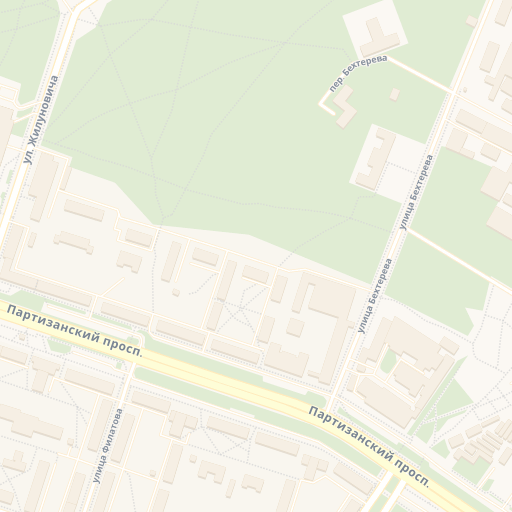 пер. Бехтерева
ул. Жилуновича
улица Бехтерева
улица Бехтерева
Партизанский просп.
Партизанский просп.
улица Филатова